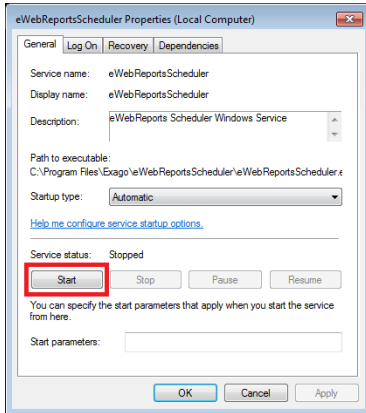 eWebReportsScheduler Properties (Local Computer)
General Log On Recovery Dependencies
Service name: eWebReportsScheduler
Display name: eWebReportsScheduler
Description: eWebReports Scheduler Windows Service
Path to executable:
C:\Program Files\Exago\eWebReportsScheduler\eWebReportsScheduler.e
Startup type: Automatic
Help me configure service startup options.
Service status: Stopped
Start Stop Pause Resume
You can specify the start parameters that apply when you start the service
from here.
Start parameters:
OK Cancel Apply